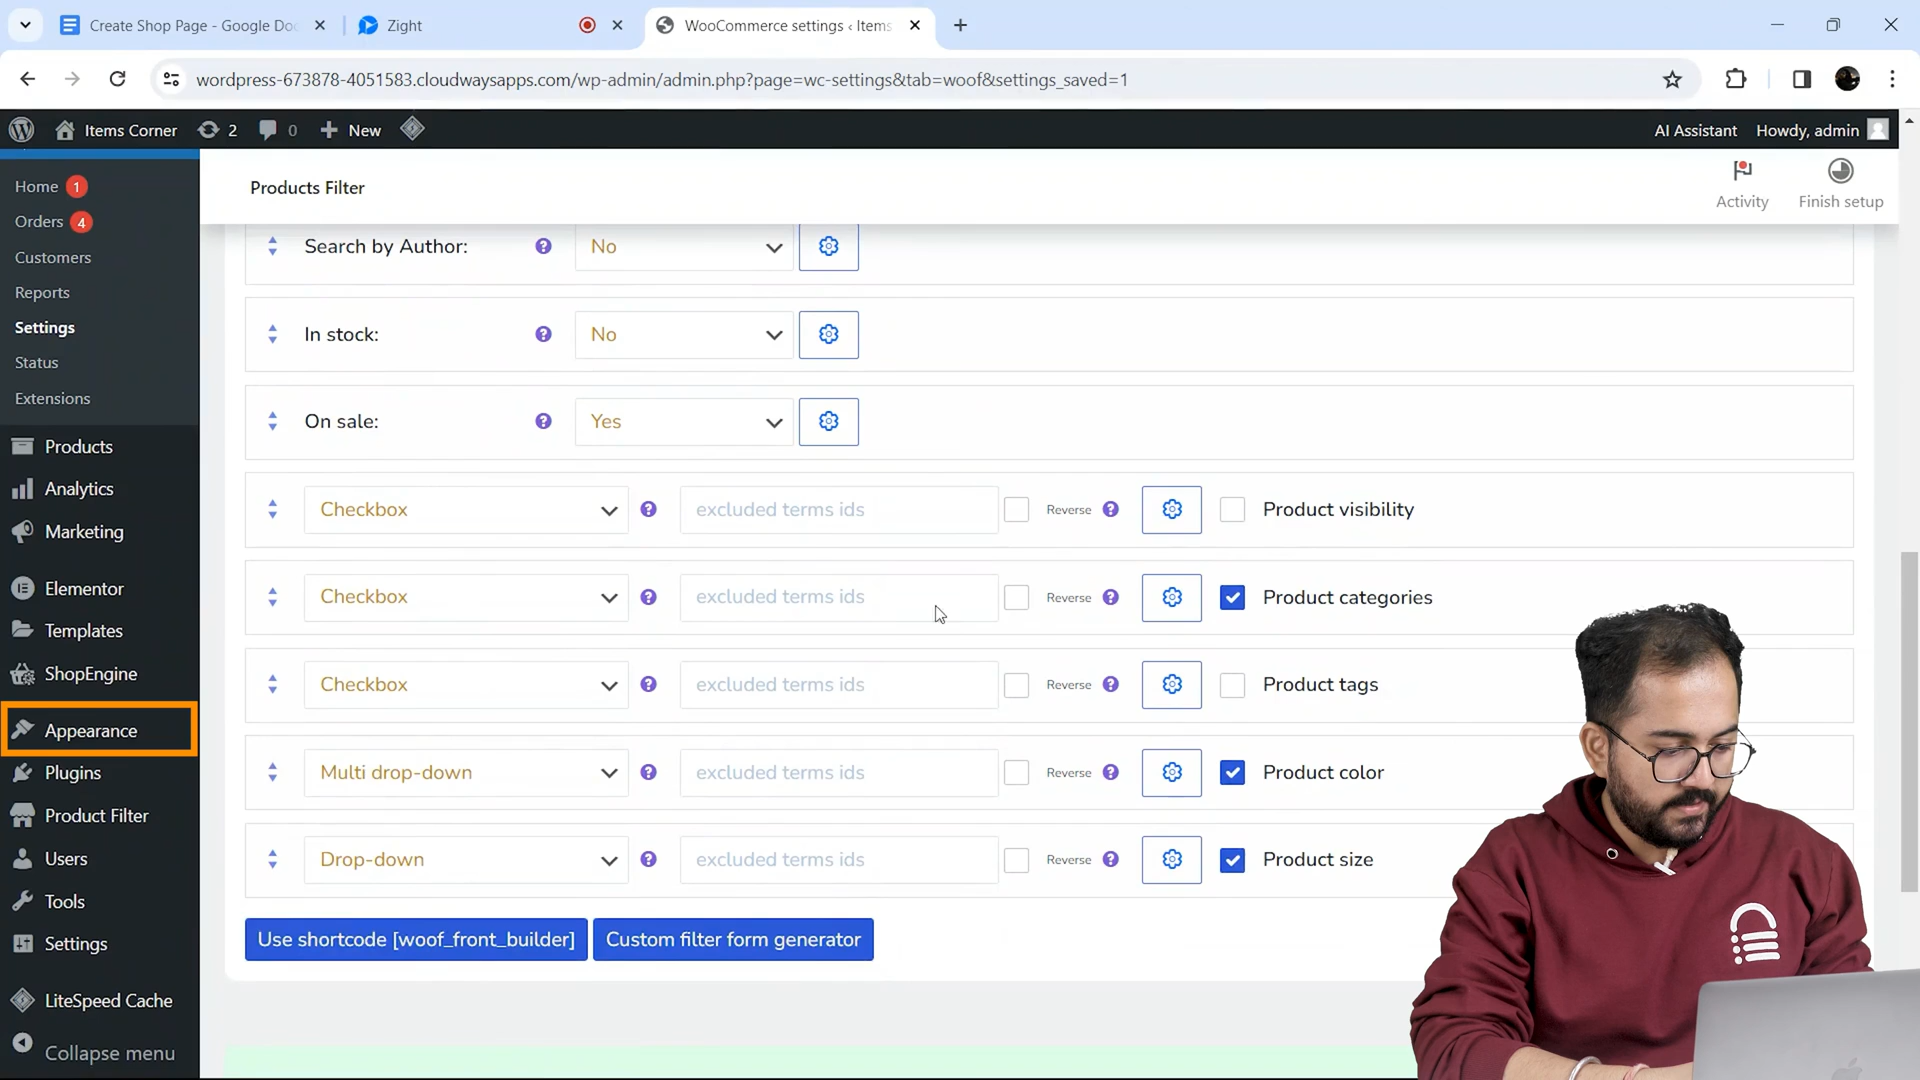 Create Shop Page - Google Doc
Zight
WooCommerce settings ‹ Items
wordpress-673878-4051583.cloudwaysapps.com/wp-admin/admin.php?page=wc-settings&tab=woof&settings_saved=1
Items Corner
2
0
New
AI Assistant
Howdy, admin
Home 1
Orders 4
Customers
Reports
Settings
Status
Extensions
Products
Analytics
Marketing
Elementor
Templates
ShopEngine
Appearance
Plugins
Product Filter
Users
Tools
Settings
LiteSpeed Cache
Collapse menu
Products Filter
Activity
Finish setup
Search by Author: ? No
In stock: ? No
On sale: ? Yes
Checkbox ? excluded terms ids Reverse ? Product visibility
Checkbox ? excluded terms ids Reverse ? Product categories
Checkbox ? excluded terms ids Reverse ? Product tags
Multi drop-down ? excluded terms ids Reverse ? Product color
Drop-down ? excluded terms ids Reverse ? Product size
Use shortcode [woof_front_builder]
Custom filter form generator